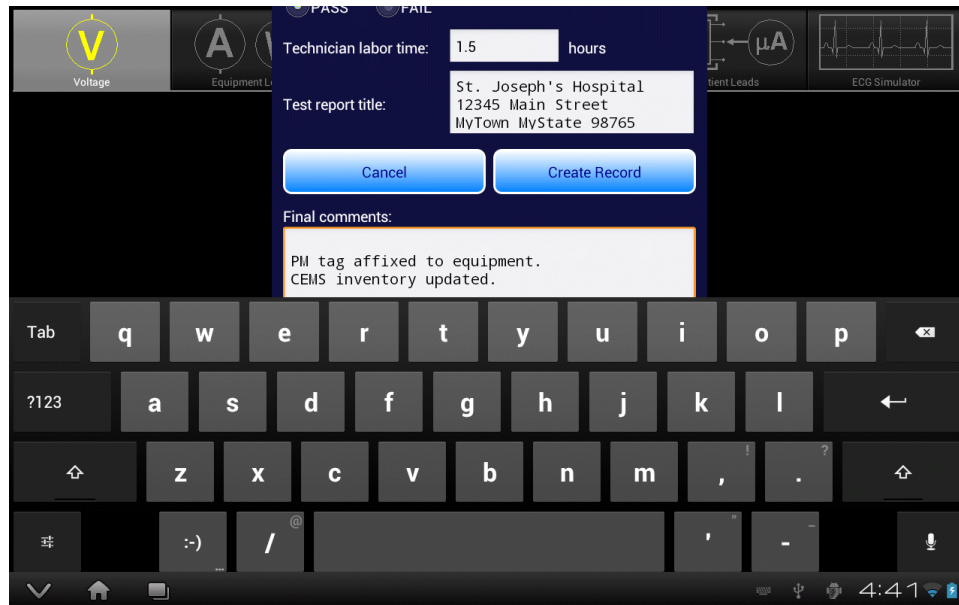 PASS FAIL
V
A
µA
Voltage
Equipment L
tient Leads
ECG Simulator
Technician labor time: 1.5 hours
Test report title:
St. Joseph's Hospital
12345 Main Street
MyTown MyState 98765
Cancel Create Record
Final comments:
PM tag affixed to equipment.
CEMS inventory updated.
Tab q w e r t y u i o p
?123 a s d f g h j k l
z x c v b n m , ! . ?
:-) ... / @ ' " - _
4:41